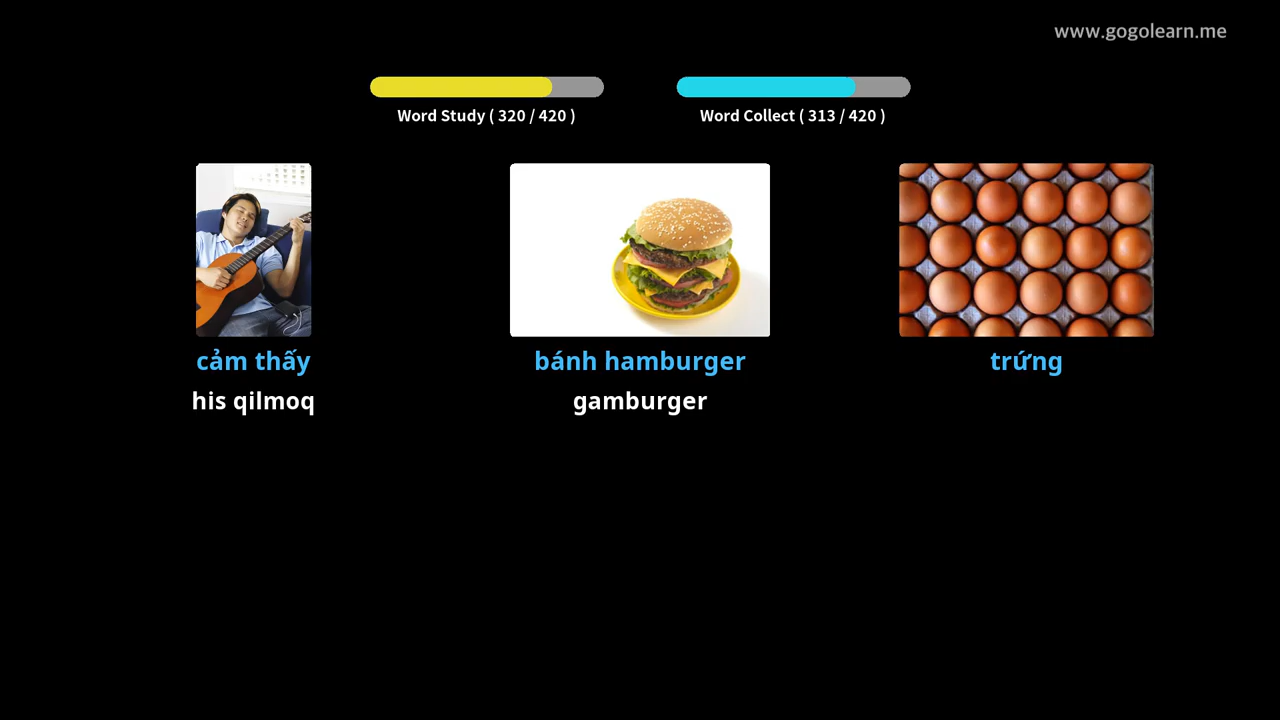 www.gogolearn.me
Word Study ( 320 / 420 )
Word Collect ( 313 / 420 )
cảm thấy
his qilmoq
bánh hamburger
gamburger
trứng